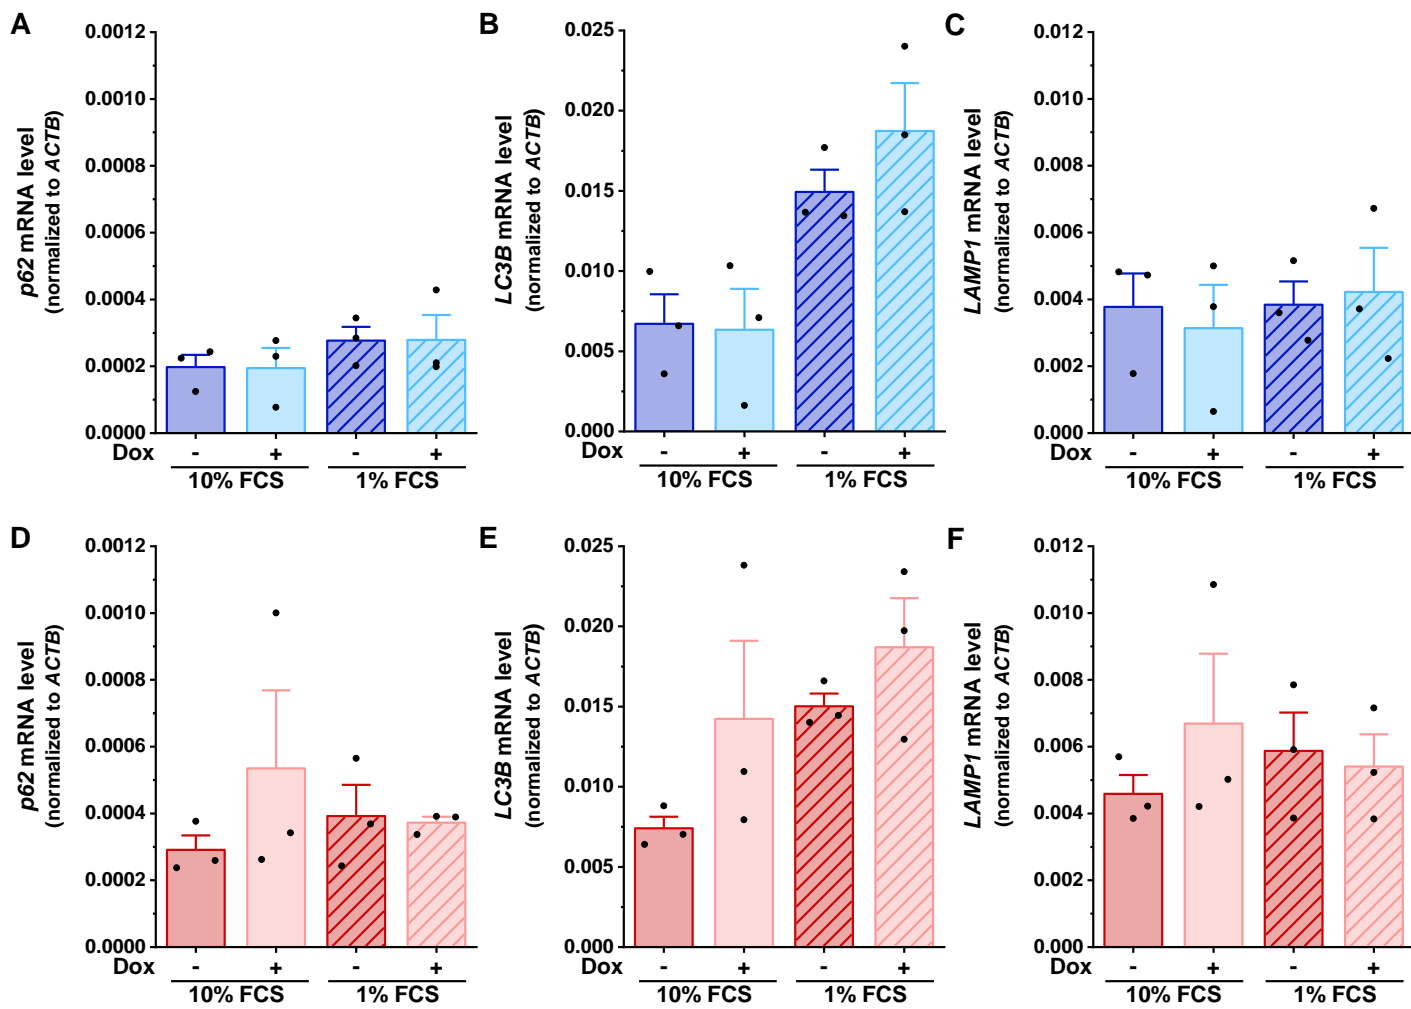 A
p62 mRNA level
(normalized to ACTB)
0.0012
0.0010
0.0008
0.0006
0.0004
0.0002
0.0000
Dox - + - +
10% FCS 1% FCS
B
LC3B mRNA level
(normalized to ACTB)
0.025
0.020
0.015
0.010
0.005
0.000
Dox - + - +
10% FCS 1% FCS
C
LAMP1 mRNA level
(normalized to ACTB)
0.012
0.010
0.008
0.006
0.004
0.002
0.000
Dox - + - +
10% FCS 1% FCS
D
p62 mRNA level
(normalized to ACTB)
0.0012
0.0010
0.0008
0.0006
0.0004
0.0002
0.0000
Dox - + - +
10% FCS 1% FCS
E
LC3B mRNA level
(normalized to ACTB)
0.025
0.020
0.015
0.010
0.005
0.000
Dox - + - +
10% FCS 1% FCS
F
LAMP1 mRNA level
(normalized to ACTB)
0.012
0.010
0.008
0.006
0.004
0.002
0.000
Dox - + - +
10% FCS 1% FCS